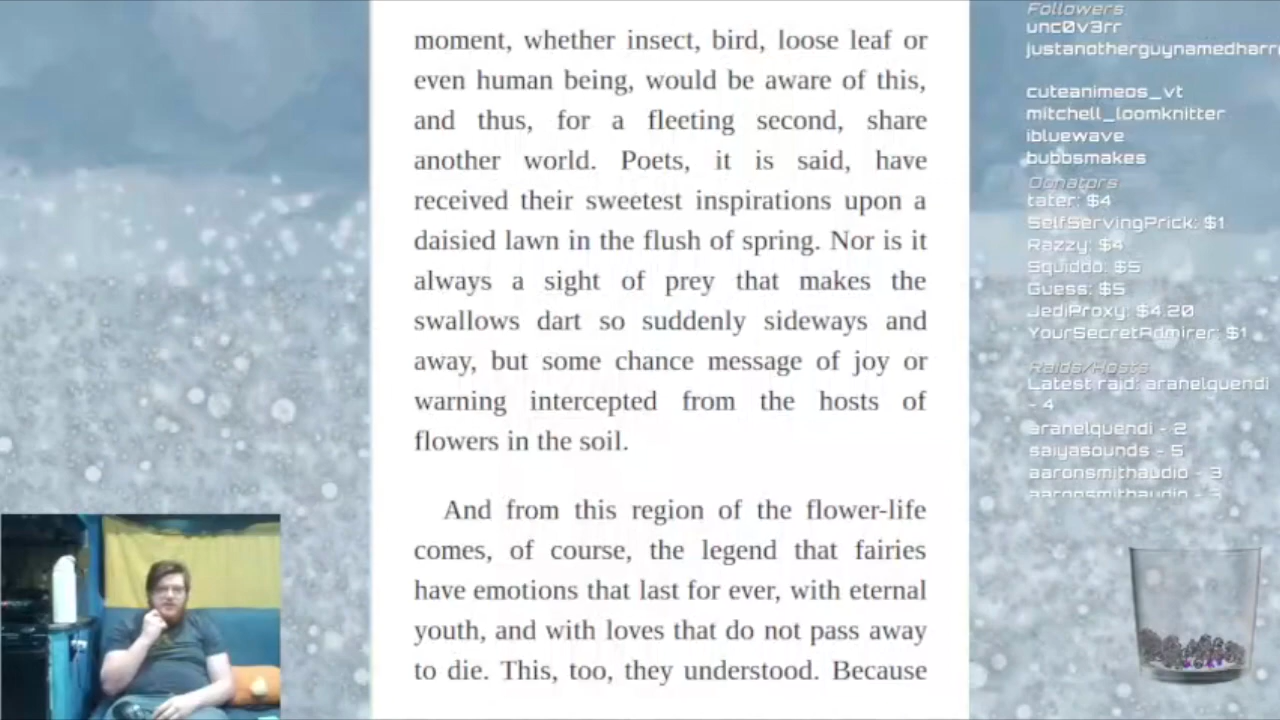 moment, whether insect, bird, loose leaf or
even human being, would be aware of this,
and thus, for a fleeting second, share
another world. Poets, it is said, have
received their sweetest inspirations upon a
daisied lawn in the flush of spring. Nor is it
always a sight of prey that makes the
swallows dart so suddenly sideways and
away, but some chance message of joy or
warning intercepted from the hosts of
flowers in the soil.
And from this region of the flower-life
comes, of course, the legend that fairies
have emotions that last for ever, with eternal
youth, and with loves that do not pass away
to die. This, too, they understood. Because
Followers
unc0v3rr
cuteanimeos_vt
mitchell_loomknitter
ibluewave
bubbsmakes
Donators
tater: $4
SelfServingPrick: $1
Razzy: $4
Squiddo: $5
Guess: $5
JediProxy: $4.20
YourSecretAdmirer: $1
Raids/Hosts
Latest raid: aranelquendi
- 4
aranelquendi - 2
saiyasounds - 5
aaronsmithaudio - 3